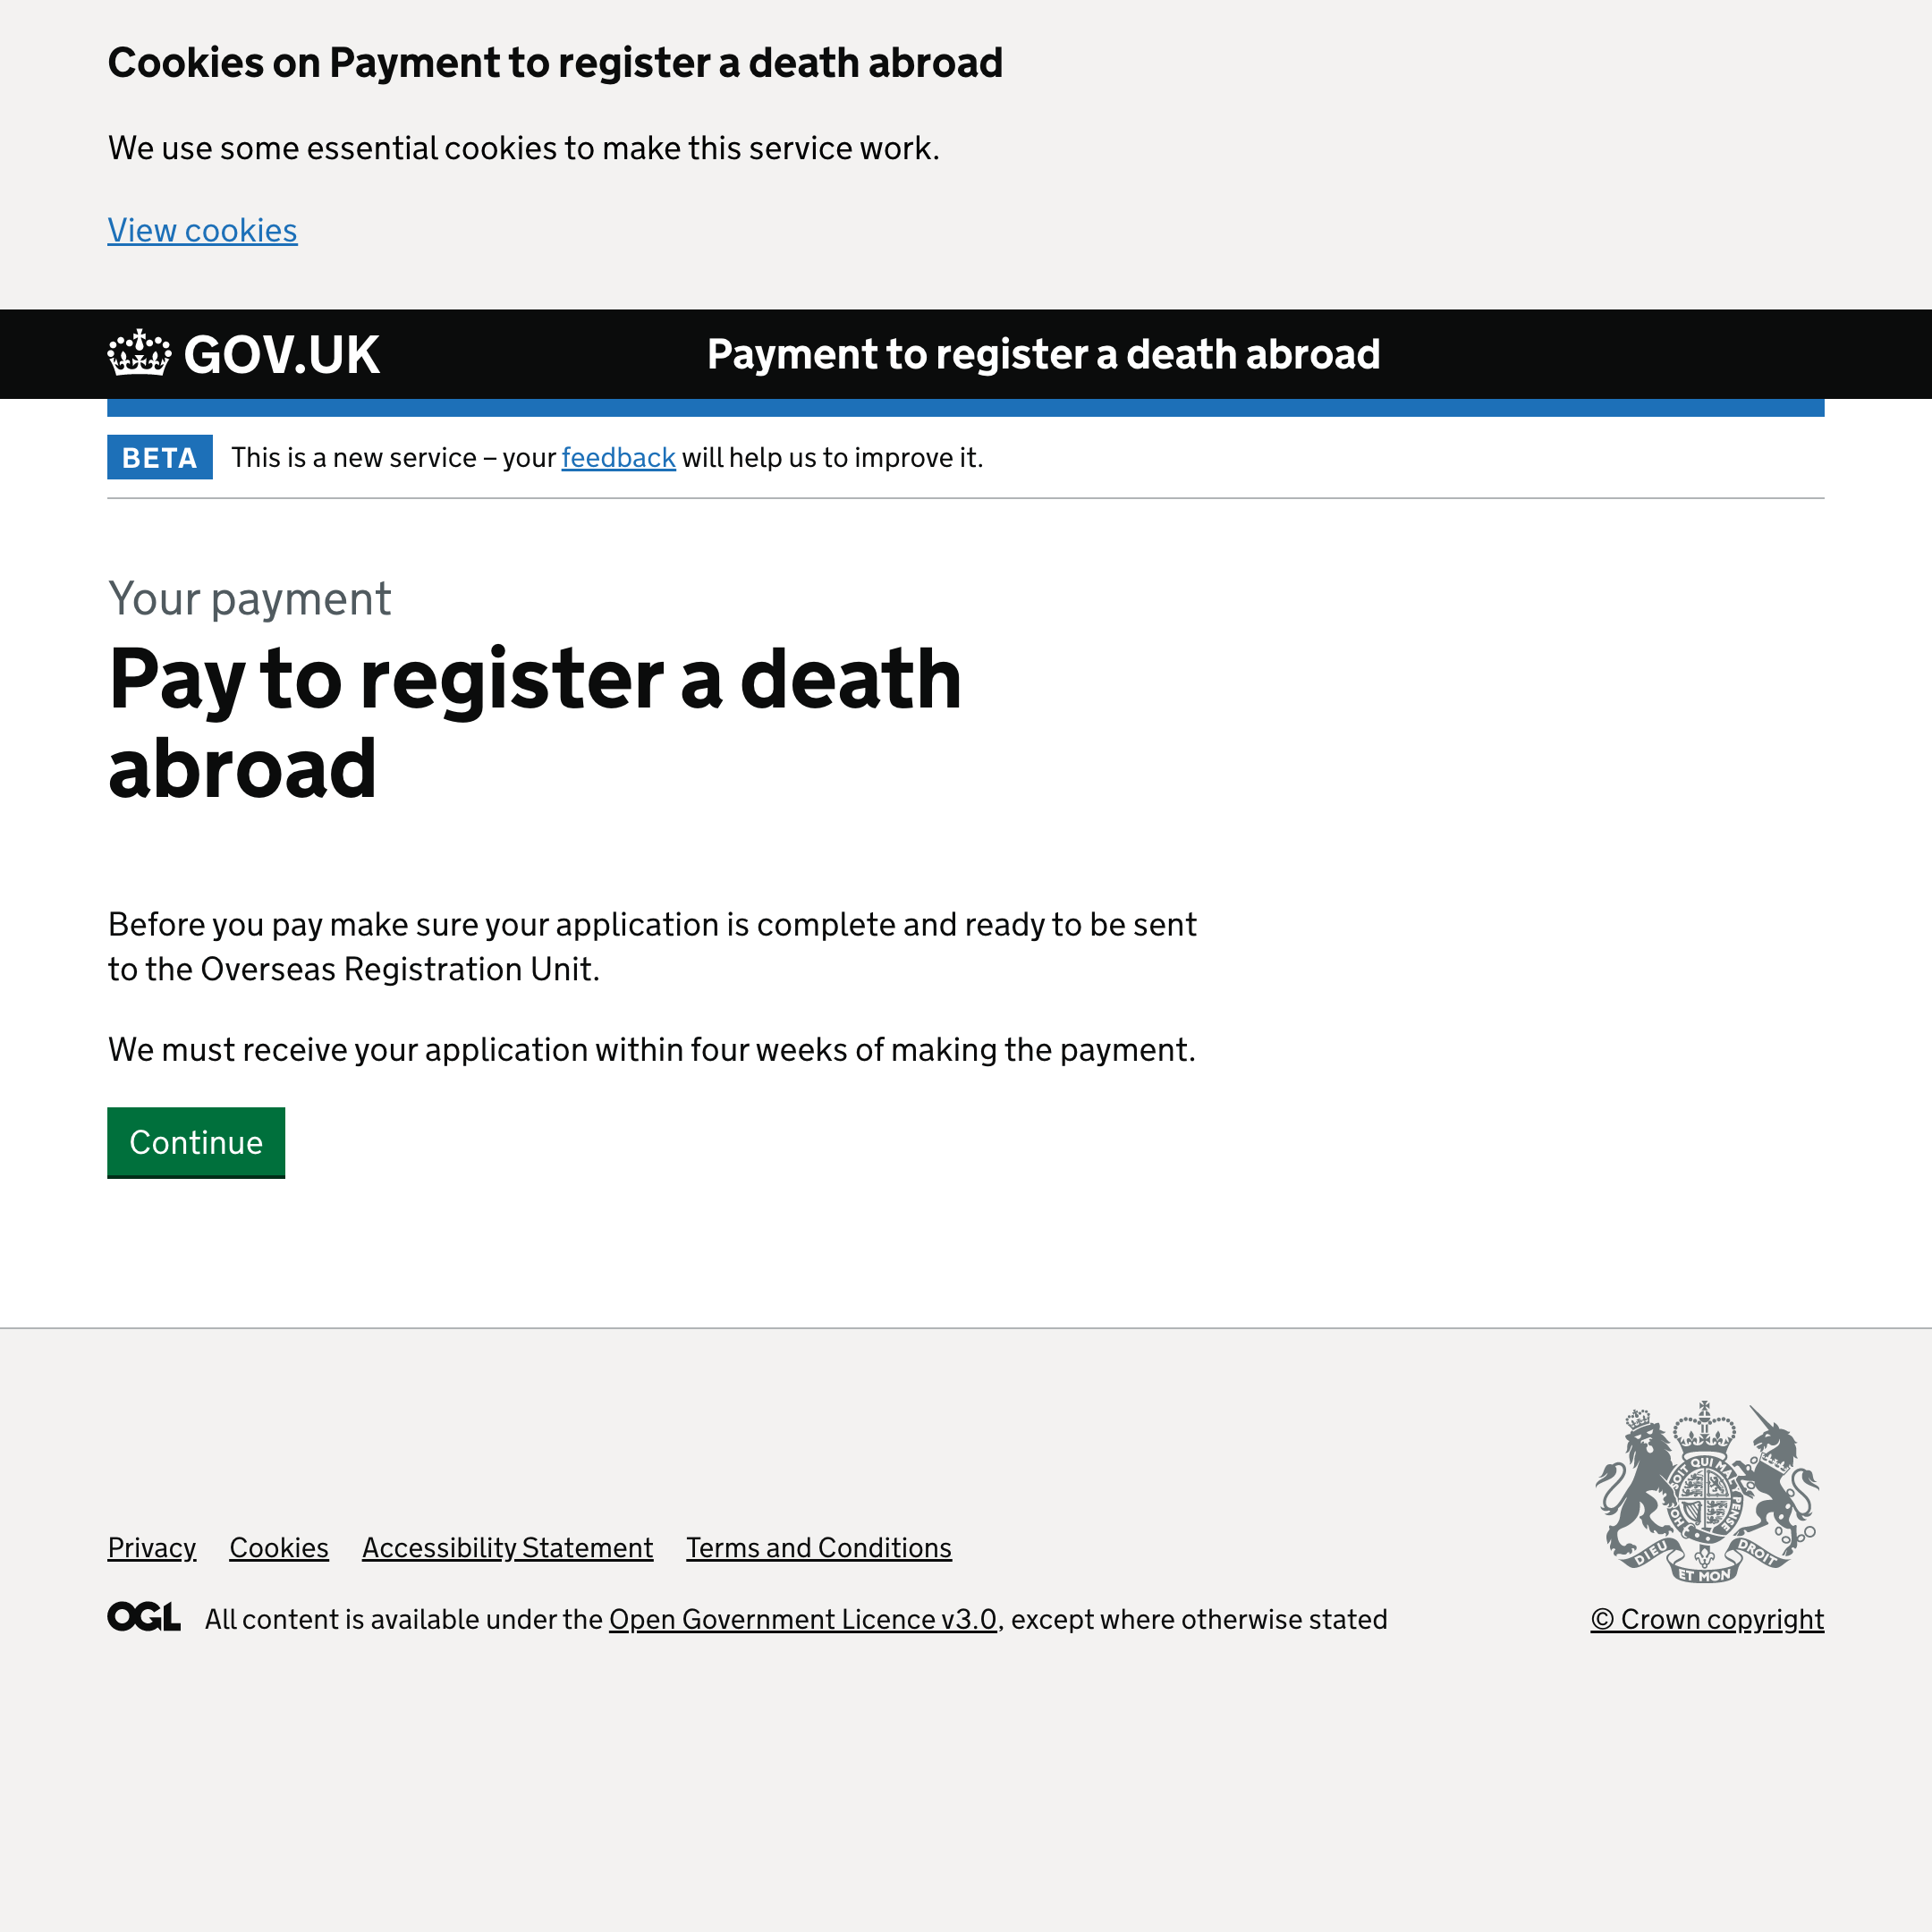 Cookies on Payment to register a death abroad
We use some essential cookies to make this service work.
View cookies
GOV.UK
Payment to register a death abroad
BETA
This is a new service – your feedback will help us to improve it.
Your payment
Pay to register a death
abroad
Before you pay make sure your application is complete and ready to be sent
to the Overseas Registration Unit.
We must receive your application within four weeks of making the payment.
Continue
SOIT QUI MAL
PENSE
HO
DIEU
ET MON
DROIT
Privacy
Cookies
Accessibility Statement
Terms and Conditions
OGL
All content is available under the Open Government Licence v3.0, except where otherwise stated
© Crown copyright